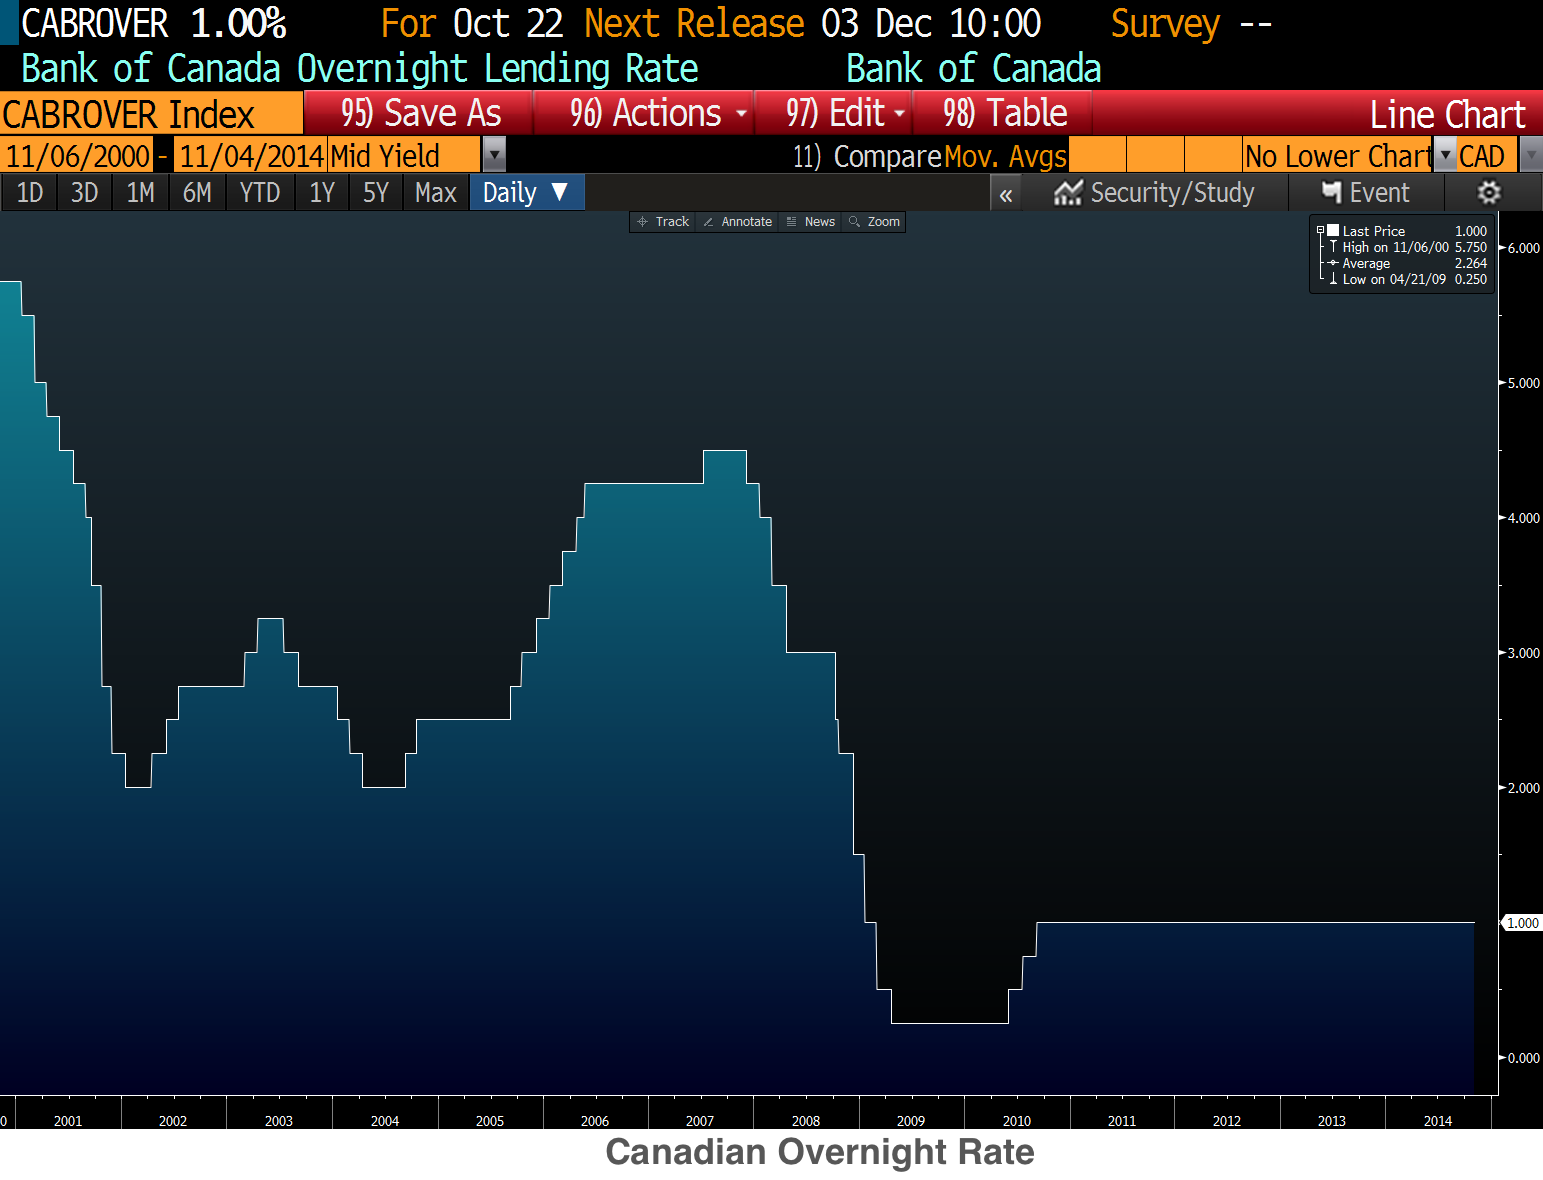 CABROVER 1.00% For Oct 22 Next Release 03 Dec 10:00 Survey --
Bank of Canada Overnight Lending Rate Bank of Canada
CABROVER Index 95) Save As 96) Actions 97) Edit 98) Table Line Chart
11/06/2000 - 11/04/2014 Mid Yield 11) Compare Mov. Avgs No Lower Chart CAD
1D 3D 1M 6M YTD 1Y 5Y Max Daily ▼ « Security/Study Event
Track Annotate News Zoom
Last Price 1.000
High on 11/06/00 5.750
Average 2.264
Low on 04/21/09 0.250
6.000
5.000
4.000
3.000
2.000
1.000
0.000
0 2001 2002 2003 2004 2005 2006 2007 2008 2009 2010 2011 2012 2013 2014
Canadian Overnight Rate